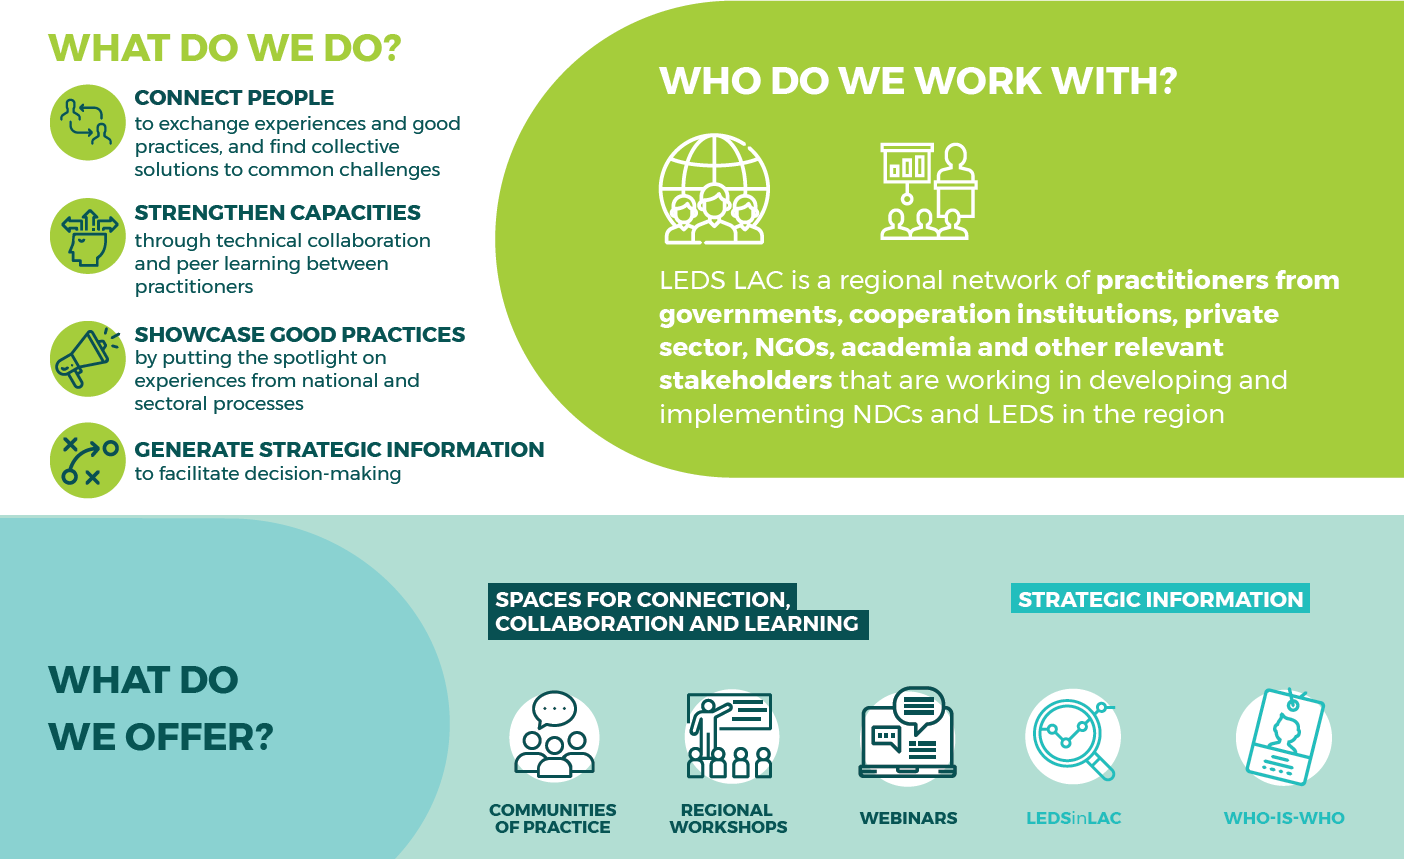 WHAT DO WE DO?
CONNECT PEOPLE
to exchange experiences and good
practices, and find collective
solutions to common challenges
STRENGTHEN CAPACITIES
through technical collaboration
and peer learning between
practitioners
SHOWCASE GOOD PRACTICES
by putting the spotlight on
experiences from national and
sectoral processes
GENERATE STRATEGIC INFORMATION
to facilitate decision-making
WHO DO WE WORK WITH?
LEDS LAC is a regional network of practitioners from
governments, cooperation institutions, private
sector, NGOs, academia and other relevant
stakeholders that are working in developing and
implementing NDCs and LEDS in the region
WHAT DO
WE OFFER?
SPACES FOR CONNECTION,
COLLABORATION AND LEARNING
COMMUNITIES
OF PRACTICE
REGIONAL
WORKSHOPS
WEBINARS
STRATEGIC INFORMATION
LEDSinLAC
WHO-IS-WHO